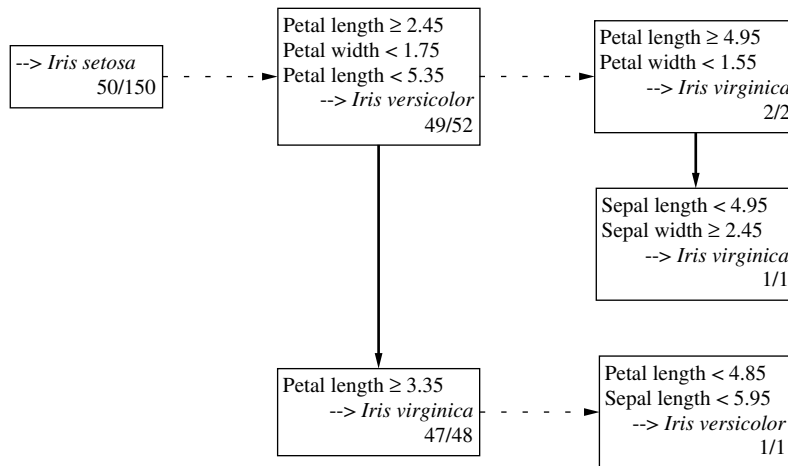 --> Iris setosa
50/150
Petal length ≥ 2.45
Petal width < 1.75
Petal length < 5.35
--> Iris versicolor
49/52
Petal length ≥ 4.95
Petal width < 1.55
--> Iris virginica
2/2
Sepal length < 4.95
Sepal width ≥ 2.45
--> Iris virginica
1/1
Petal length ≥ 3.35
--> Iris virginica
47/48
Petal length < 4.85
Sepal length < 5.95
--> Iris versicolor
1/1